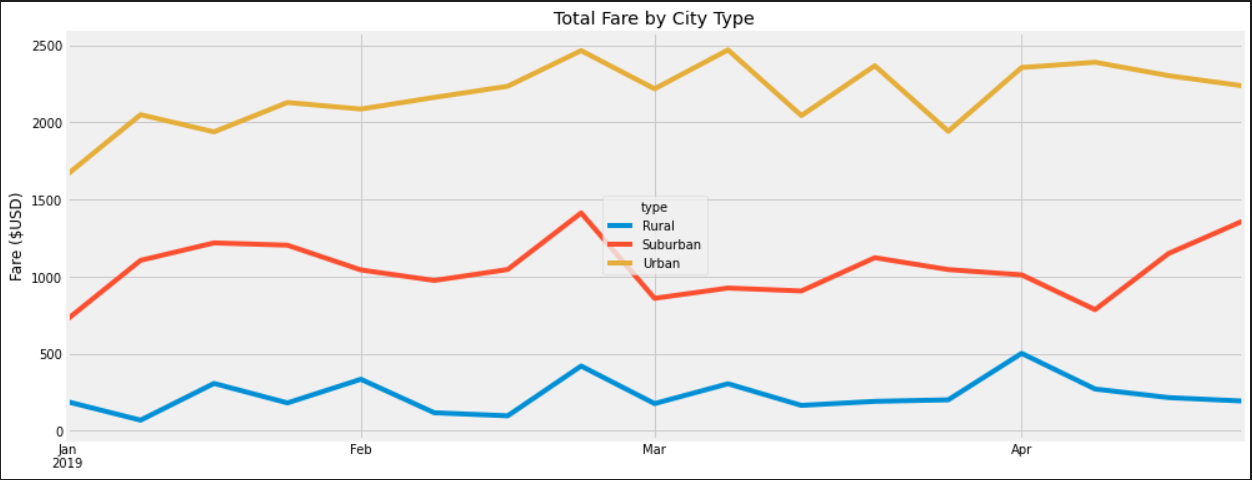 Total Fare by City Type
Fare ($USD)
2500
2000
1500
1000
500
0
type
Rural
Suburban
Urban
Jan Feb Mar Apr
2019